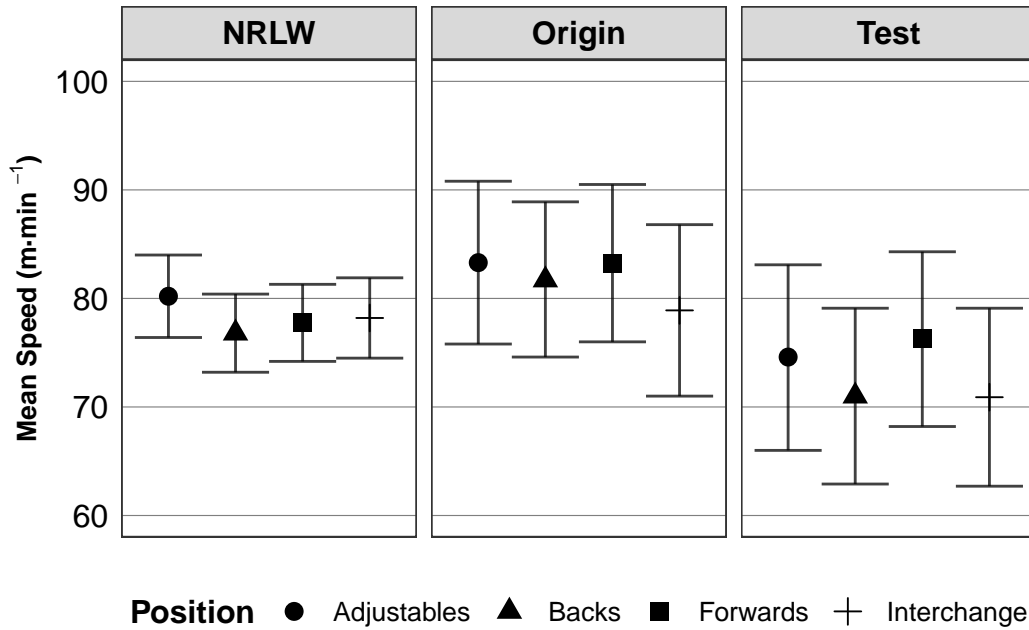 NRLW Origin Test
100
90
80
70
60
Mean Speed (m·min⁻¹)
Position Adjustables Backs Forwards Interchange